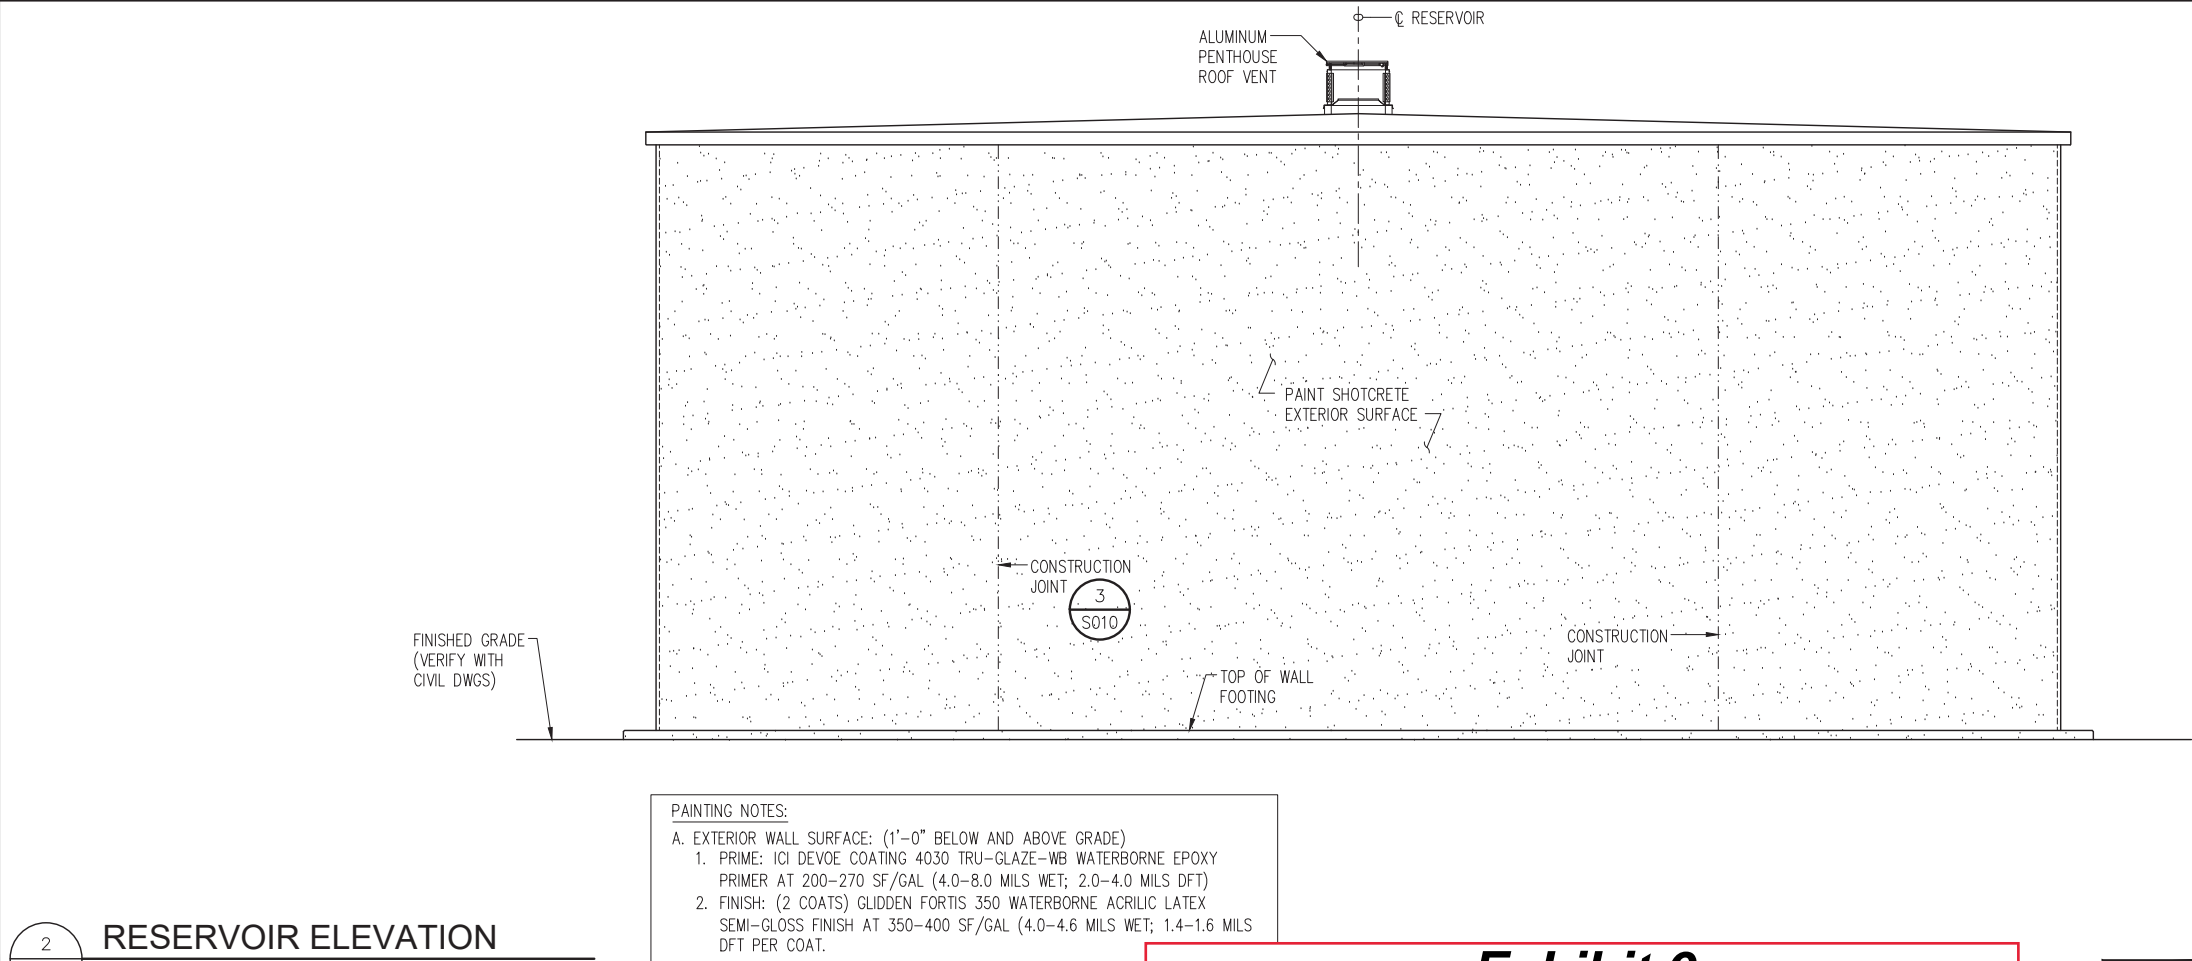 ℄ RESERVOIR
ALUMINUM
PENTHOUSE
ROOF VENT
PAINT SHOTCRETE
EXTERIOR SURFACE
CONSTRUCTION
JOINT
3
S010
FINISHED GRADE
(VERIFY WITH
CIVIL DWGS)
CONSTRUCTION
JOINT
TOP OF WALL
FOOTING
PAINTING NOTES:
A. EXTERIOR WALL SURFACE: (1'-0" BELOW AND ABOVE GRADE)
1. PRIME: ICI DEVOE COATING 4030 TRU-GLAZE-WB WATERBORNE EPOXY
PRIMER AT 200-270 SF/GAL (4.0-8.0 MILS WET; 2.0-4.0 MILS DFT)
2. FINISH: (2 COATS) GLIDDEN FORTIS 350 WATERBORNE ACRILIC LATEX
SEMI-GLOSS FINISH AT 350-400 SF/GAL (4.0-4.6 MILS WET; 1.4-1.6 MILS
DFT PER COAT.
2
RESERVOIR ELEVATION